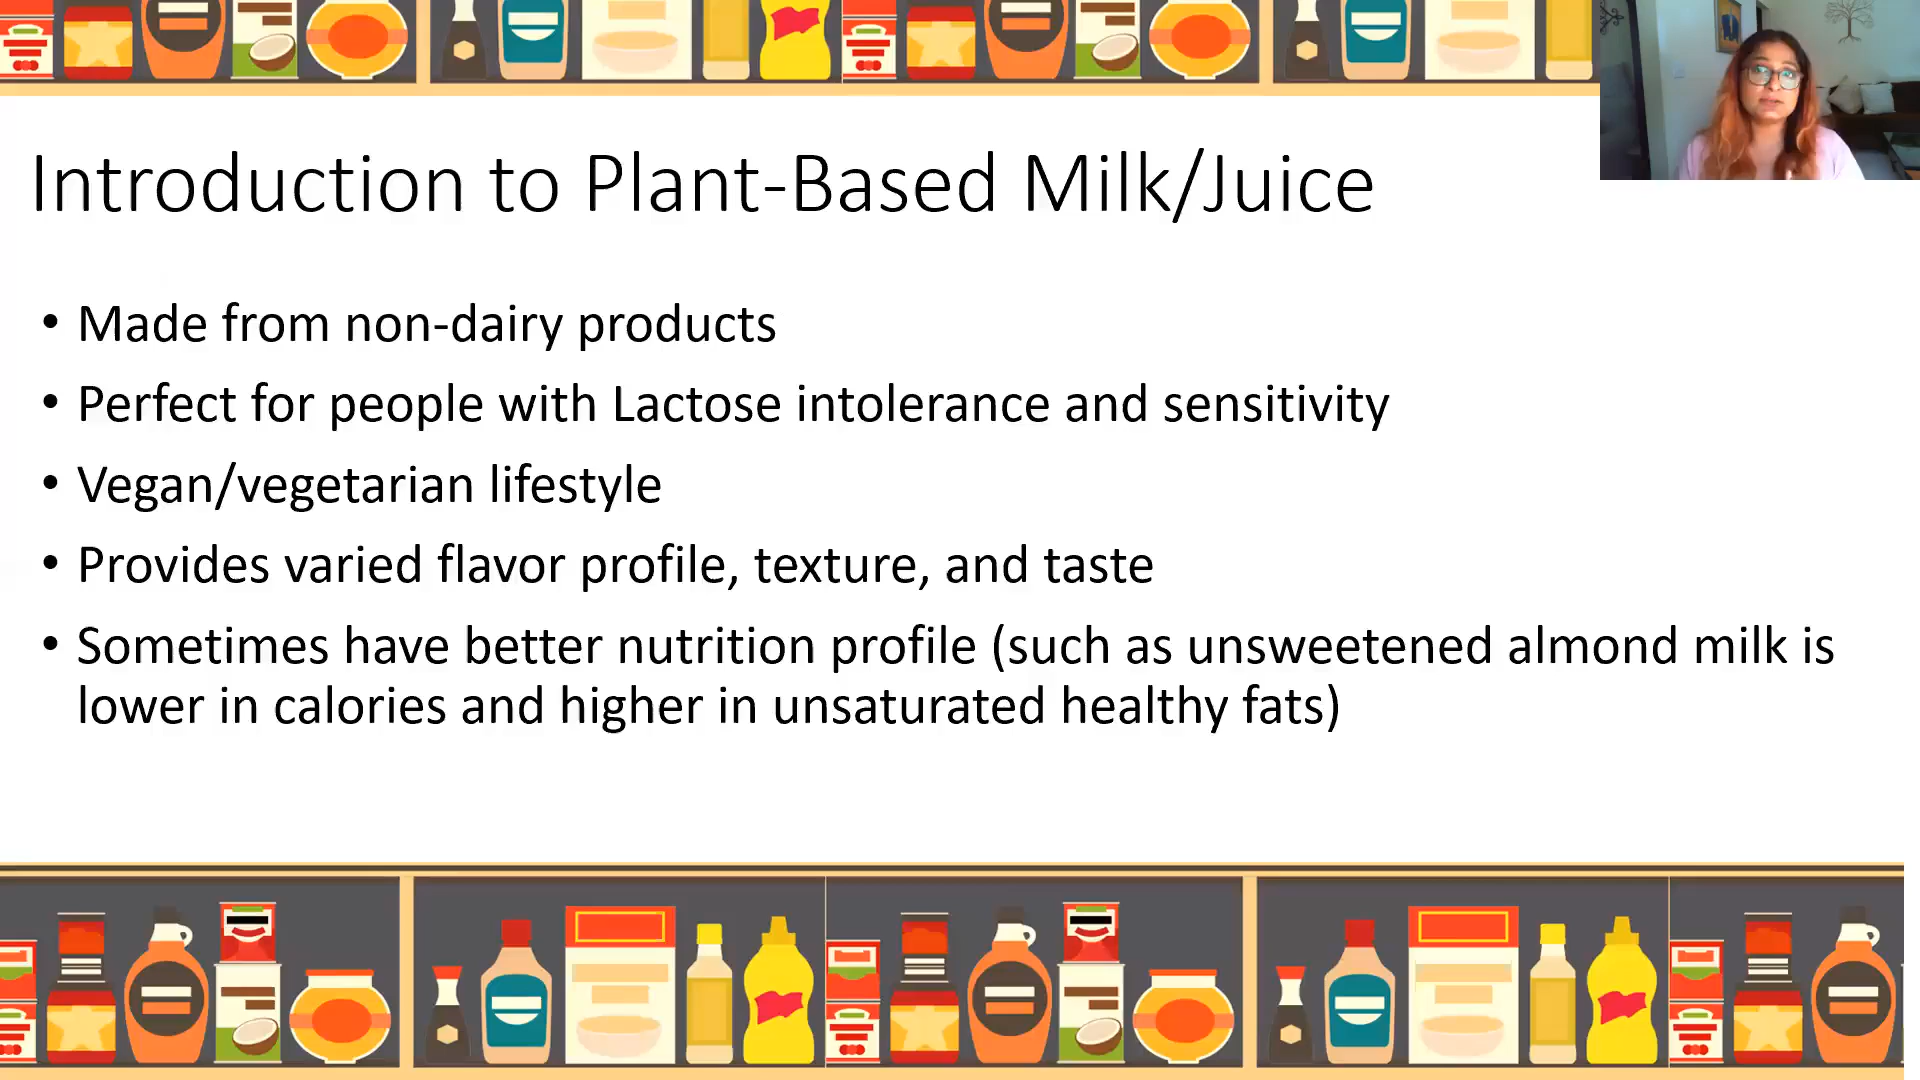 Introduction to Plant-Based Milk/Juice
• Made from non-dairy products
• Perfect for people with Lactose intolerance and sensitivity
• Vegan/vegetarian lifestyle
• Provides varied flavor profile, texture, and taste
• Sometimes have better nutrition profile (such as unsweetened almond milk is
lower in calories and higher in unsaturated healthy fats)